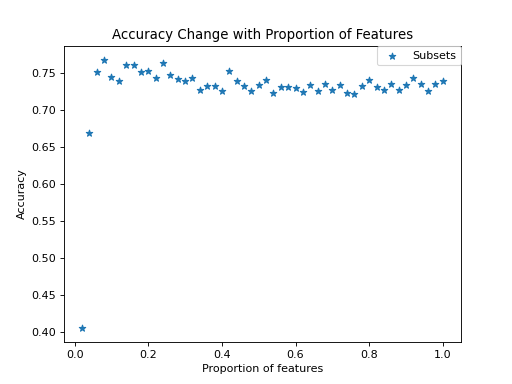 Accuracy Change with Proportion of Features
Subsets
Accuracy
0.75
0.70
0.65
0.60
0.55
0.50
0.45
0.40
0.0 0.2 0.4 0.6 0.8 1.0
Proportion of features